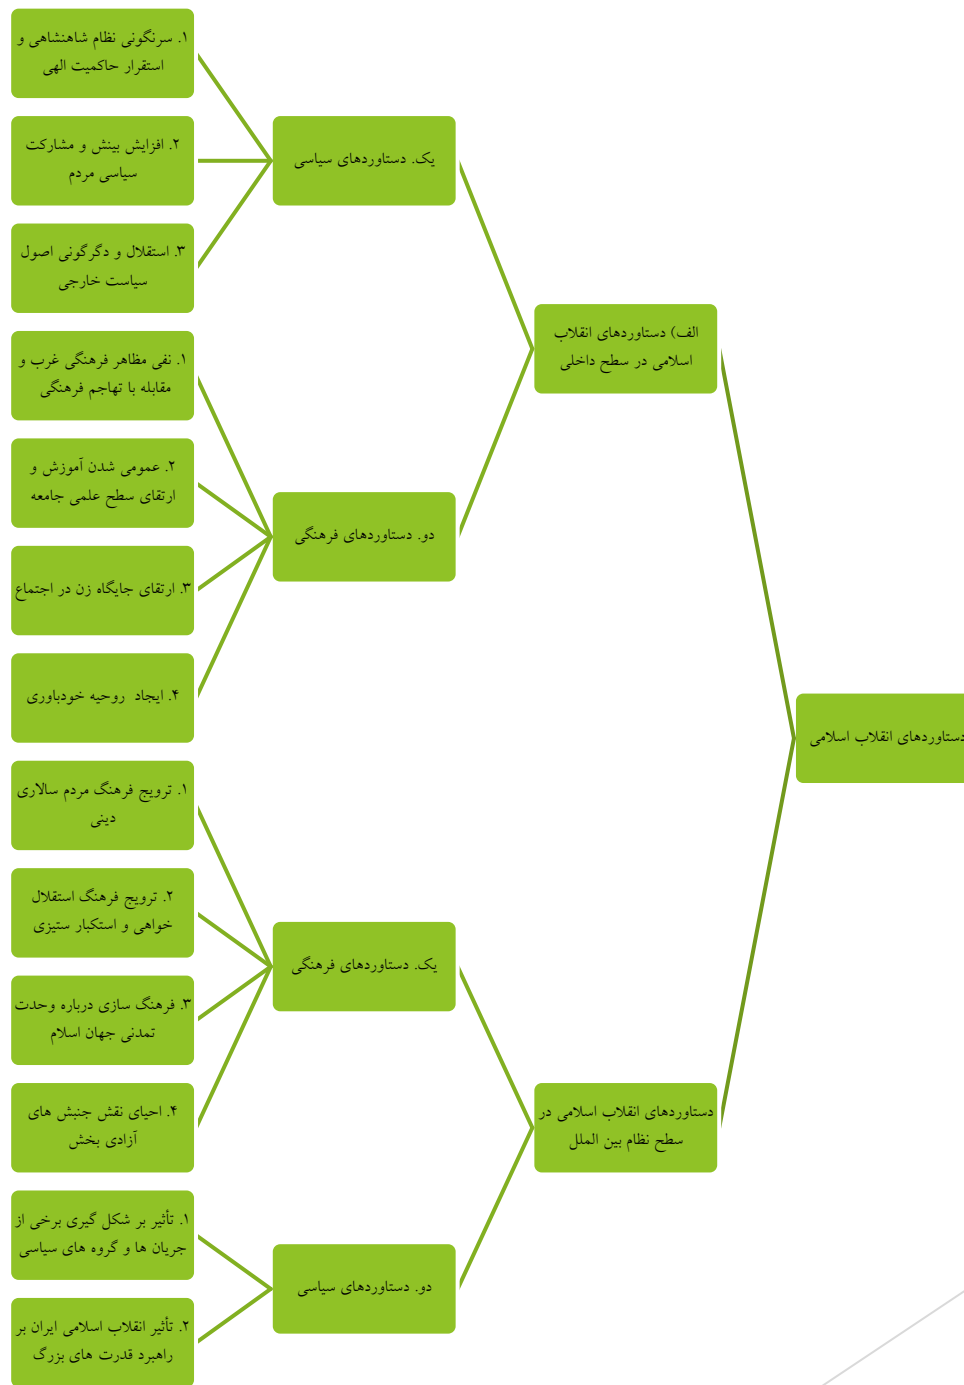 دستاوردهای انقلاب اسلامی
الف) دستاوردهای انقلاب
اسلامی در سطح داخلی
یک. دستاوردهای سیاسی
۱. سرنگونی نظام شاهنشاهی و
استقرار حاکمیت الهی
۲. افزایش بینش و مشارکت
سیاسی مردم
۳. استقلال و دگرگونی اصول
سیاست خارجی
دو. دستاوردهای فرهنگی
۱. نفی مظاهر فرهنگی غرب و
مقابله با تهاجم فرهنگی
۲. عمومی شدن آموزش و
ارتقای سطح علمی جامعه
۳. ارتقای جایگاه زن در اجتماع
۴. ایجاد روحیه خودباوری
دستاوردهای انقلاب اسلامی در
سطح نظام بین الملل
یک. دستاوردهای فرهنگی
۱. ترویج فرهنگ مردم سالاری
دینی
۲. ترویج فرهنگ استقلال
خواهی و استکبار ستیزی
۳. فرهنگ سازی درباره وحدت
تمدنی جهان اسلام
۴. احیای نقش جنبش های
آزادی بخش
دو. دستاوردهای سیاسی
۱. تأثیر بر شکل گیری برخی از
جریان ها و گروه های سیاسی
۲. تأثیر انقلاب اسلامی ایران بر
راهبرد قدرت های بزرگ